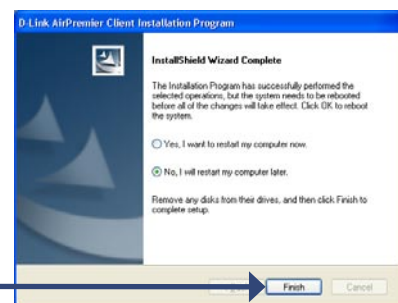 D-Link AirPremier Client Installation Program
InstallShield Wizard Complete
The Installation Program has successfully performed the
selected operations, but the system needs to be rebooted
before all of the changes will take effect. Click OK to reboot
the system.
Yes, I want to restart my computer now.
No, I will restart my computer later.
Remove any disks from their drives, and then click Finish to
complete setup.
Finish
Cancel